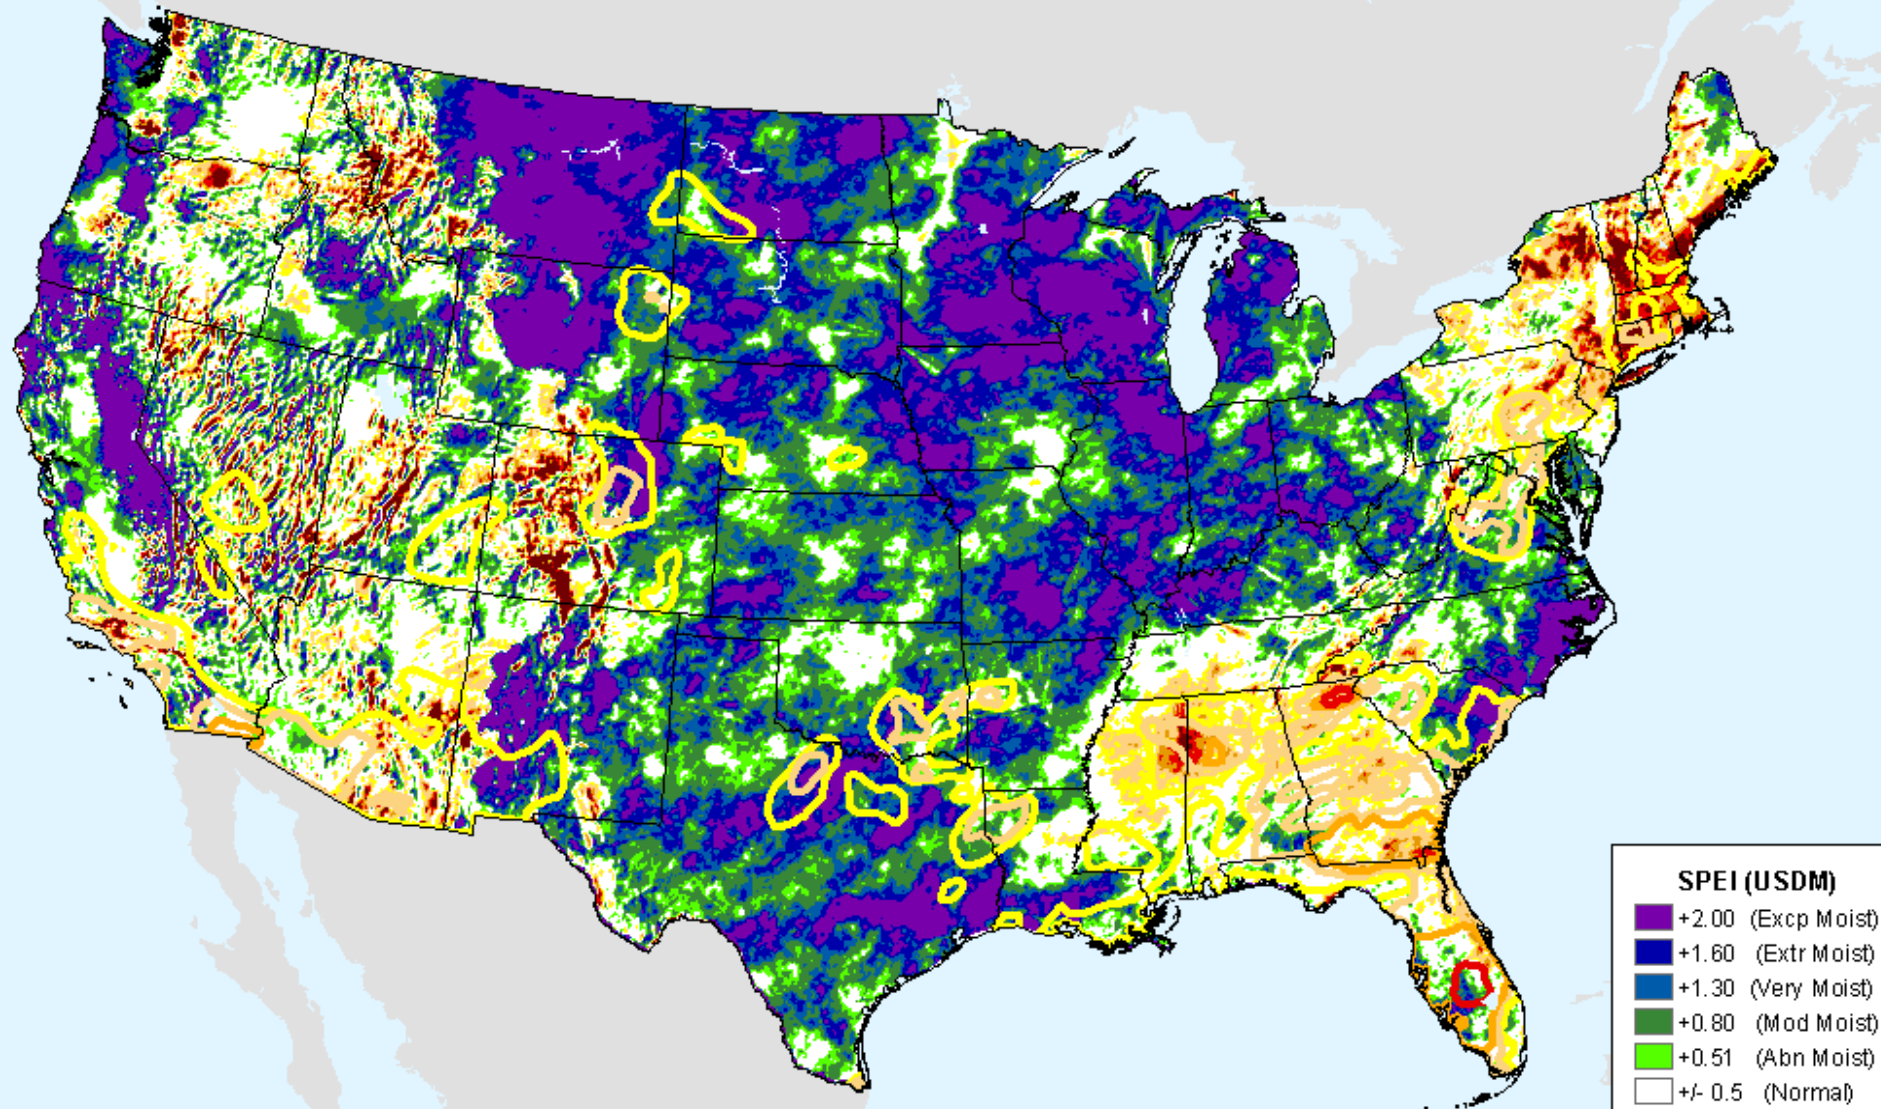 SPEI (USDM)
+2.00 (Excp Moist)
+1.60 (Extr Moist)
+1.30 (Very Moist)
+0.80 (Mod Moist)
+0.51 (Abn Moist)
+/- 0.5 (Normal)